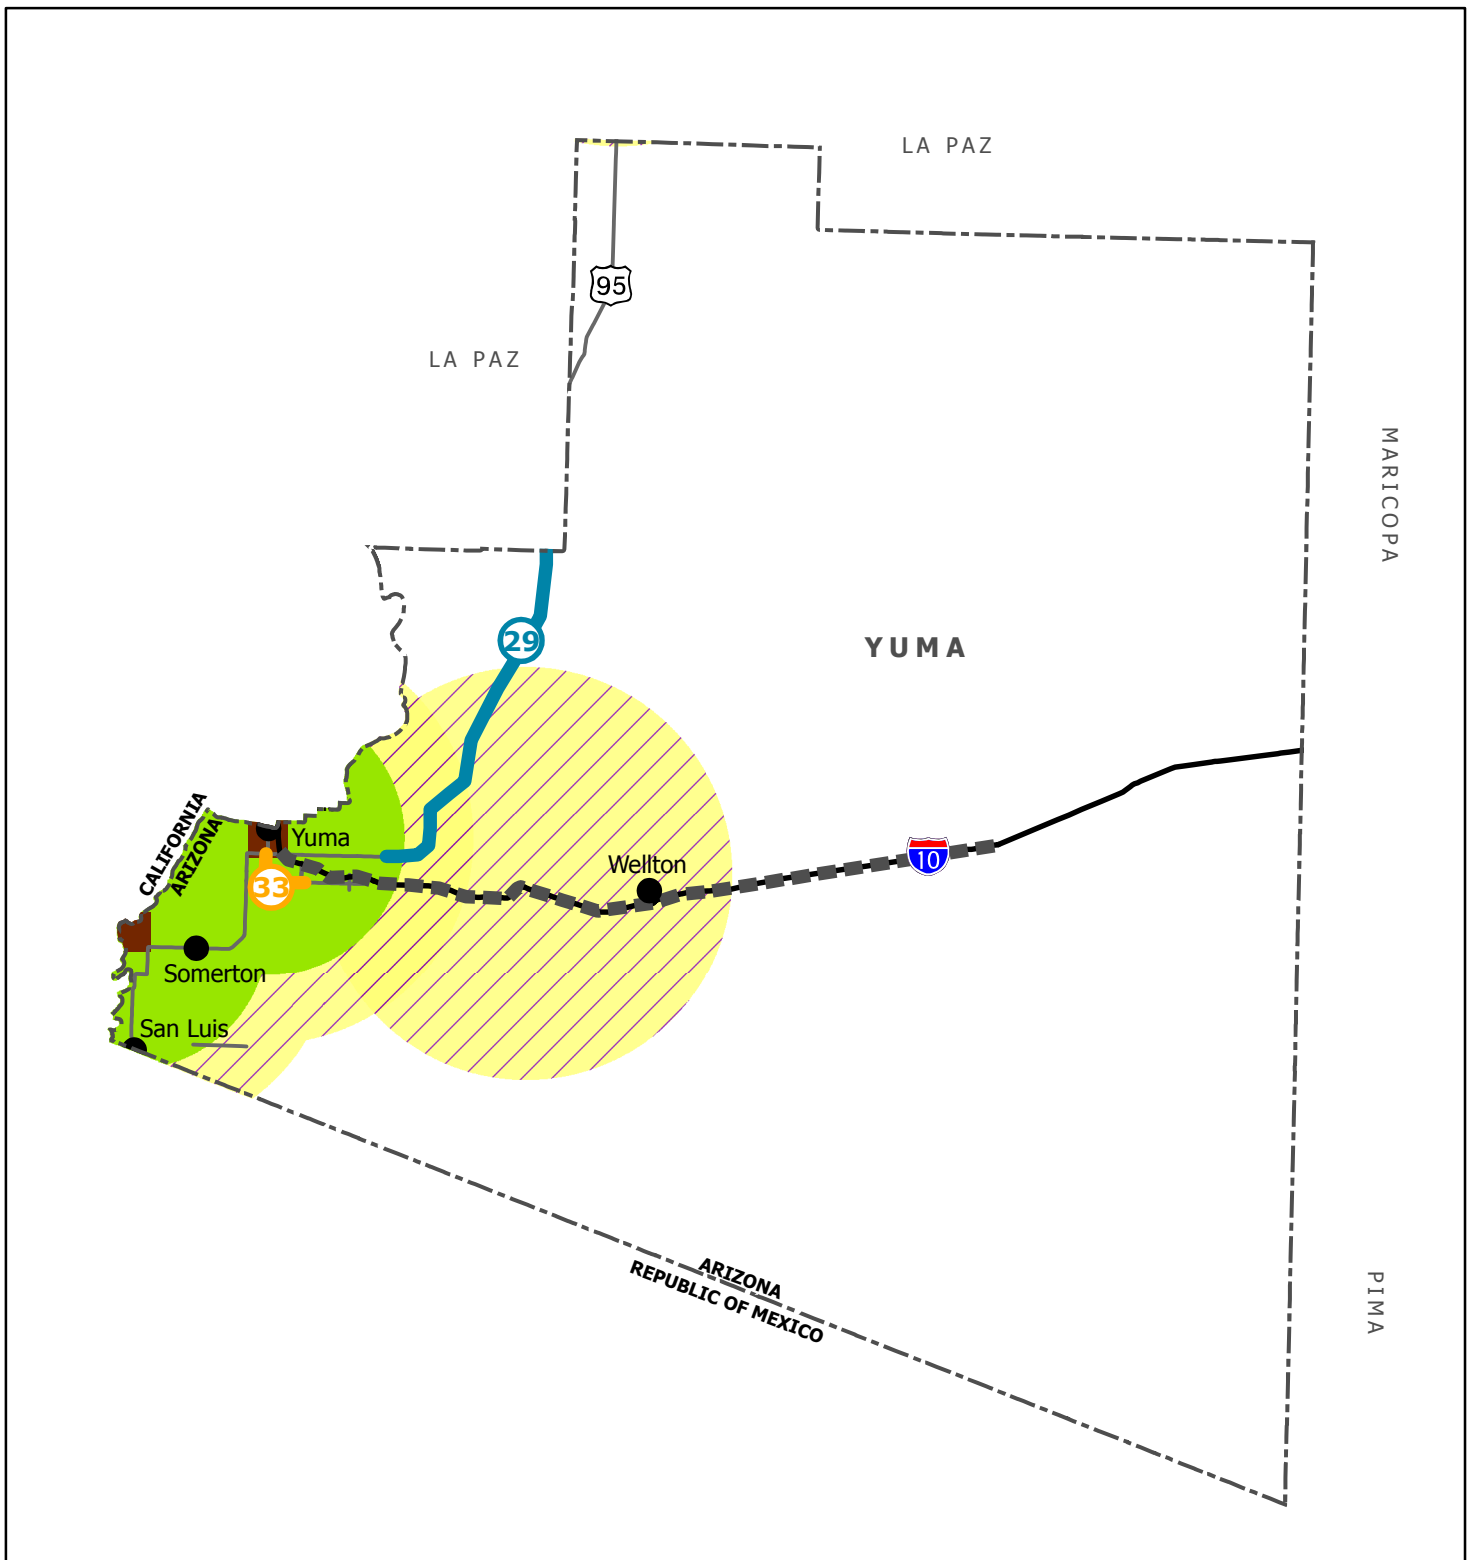 LA PAZ
95
LA PAZ
MARICOPA
29
YUMA
CALIFORNIA
ARIZONA
Yuma
10
Wellton
33
Somerton
San Luis
ARIZONA
REPUBLIC OF MEXICO
PIMA